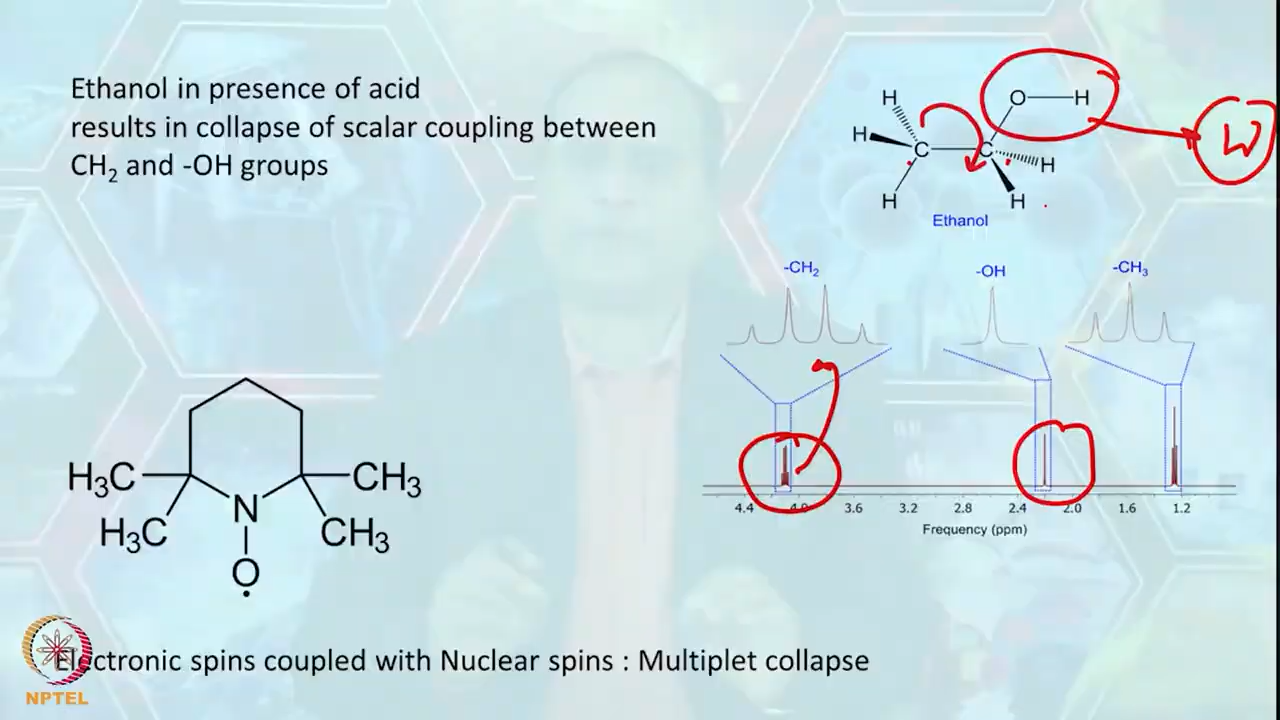 Ethanol in presence of acid
results in collapse of scalar coupling between
CH₂ and -OH groups
H
O H
H
C C
H
H H
Ethanol
W
-CH₂ -OH -CH₃
4.4 4.0 3.6 3.2 2.8 2.4 2.0 1.6 1.2
Frequency (ppm)
H₃C CH₃
N
H₃C CH₃
O
Electronic spins coupled with Nuclear spins : Multiplet collapse
NPTEL